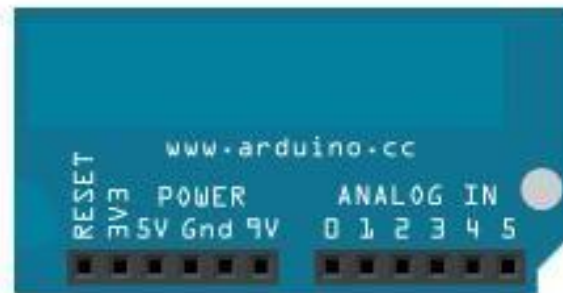 www.arduino.cc
RESET
3V3
POWER
ANALOG IN
5V Gnd 9V 0 1 2 3 4 5